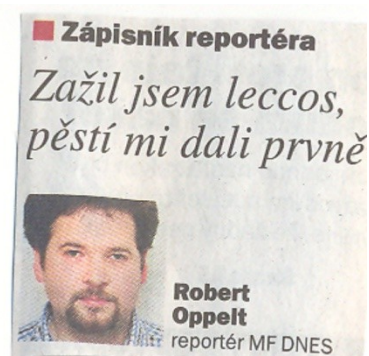 Zápisník reportéra
Zažil jsem leccos,
pěstí mi dali prvně
Robert
Oppelt
reportér MF DNES